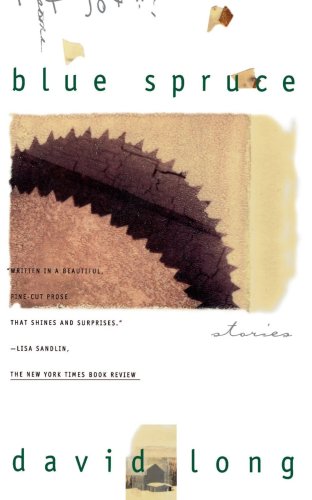 blue spruce
"WRITTEN IN A BEAUTIFUL,
FINE-CUT PROSE
THAT SHINES AND SURPRISES."
—LISA SANDLIN,
THE NEW YORK TIMES BOOK REVIEW
stories
david long